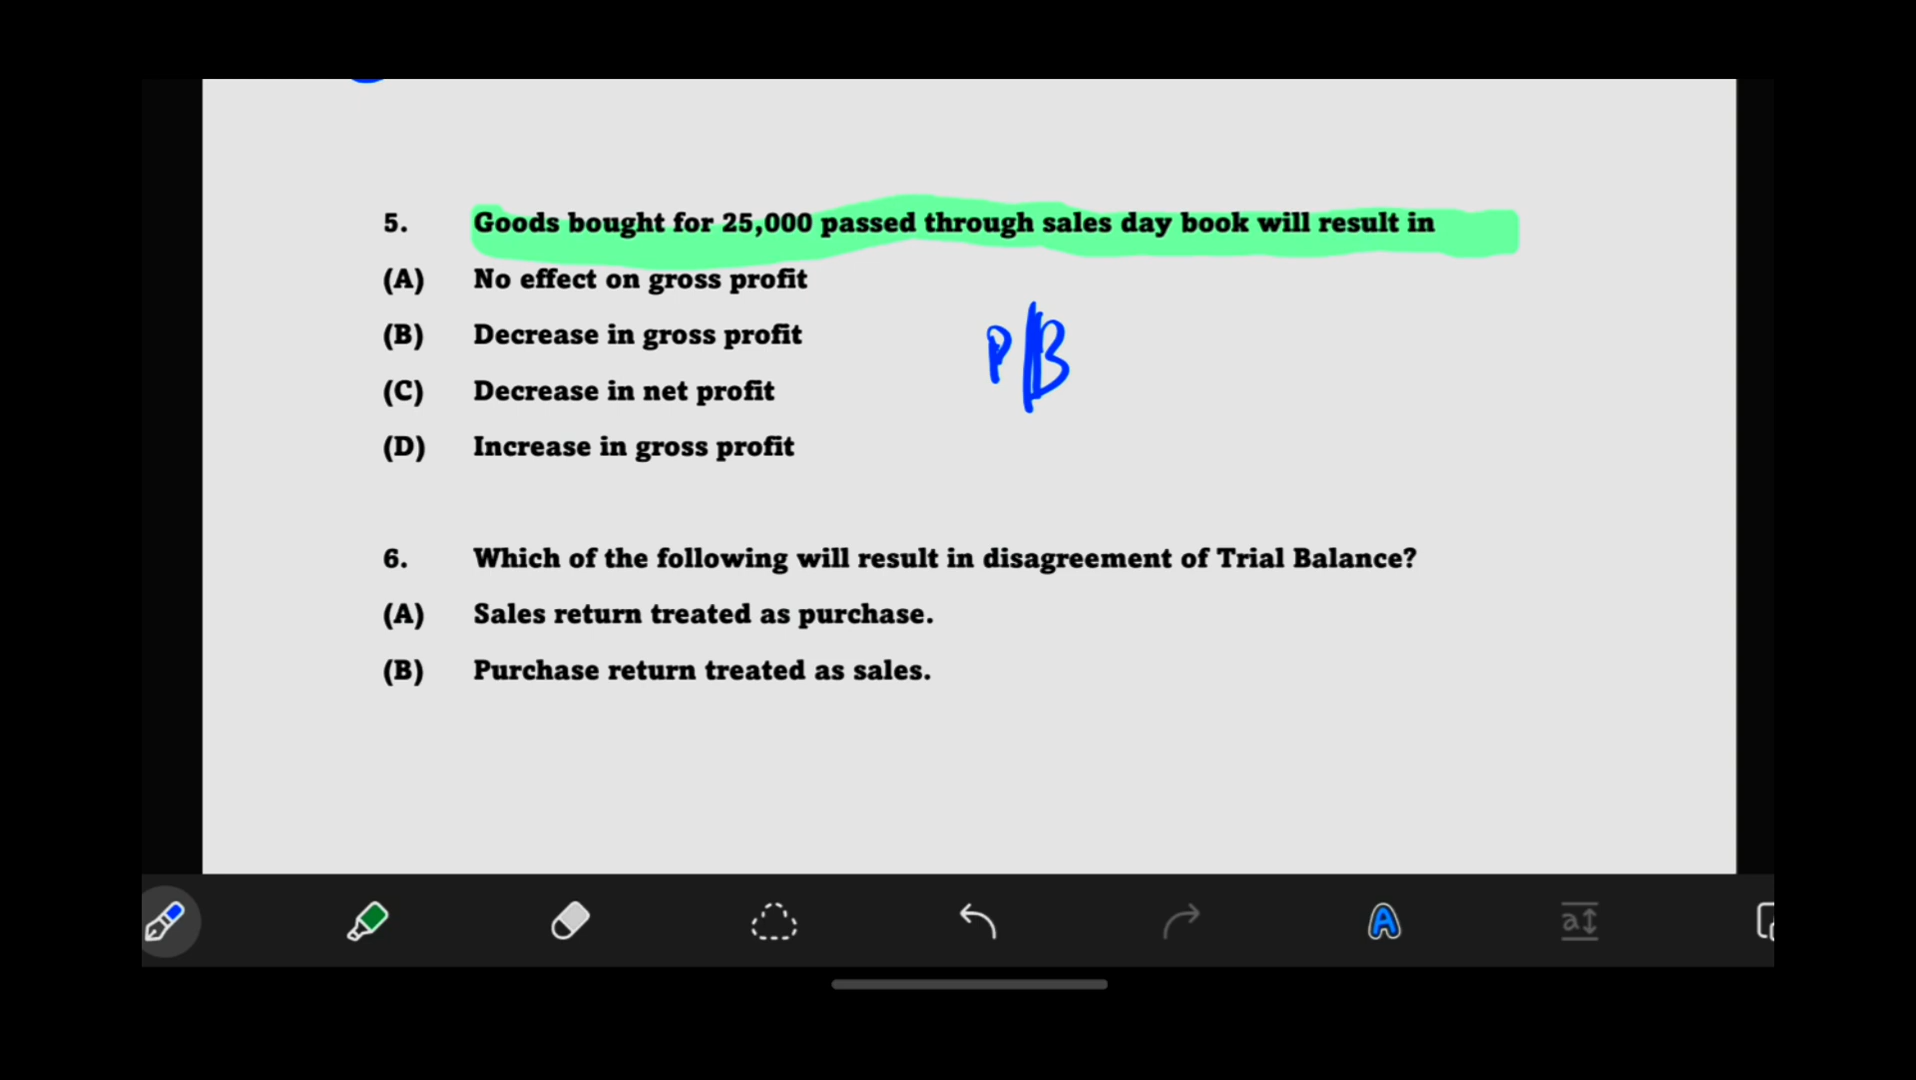 5. Goods bought for 25,000 passed through sales day book will result in
(A) No effect on gross profit
(B) Decrease in gross profit
P/B
(C) Decrease in net profit
(D) Increase in gross profit
6. Which of the following will result in disagreement of Trial Balance?
(A) Sales return treated as purchase.
(B) Purchase return treated as sales.